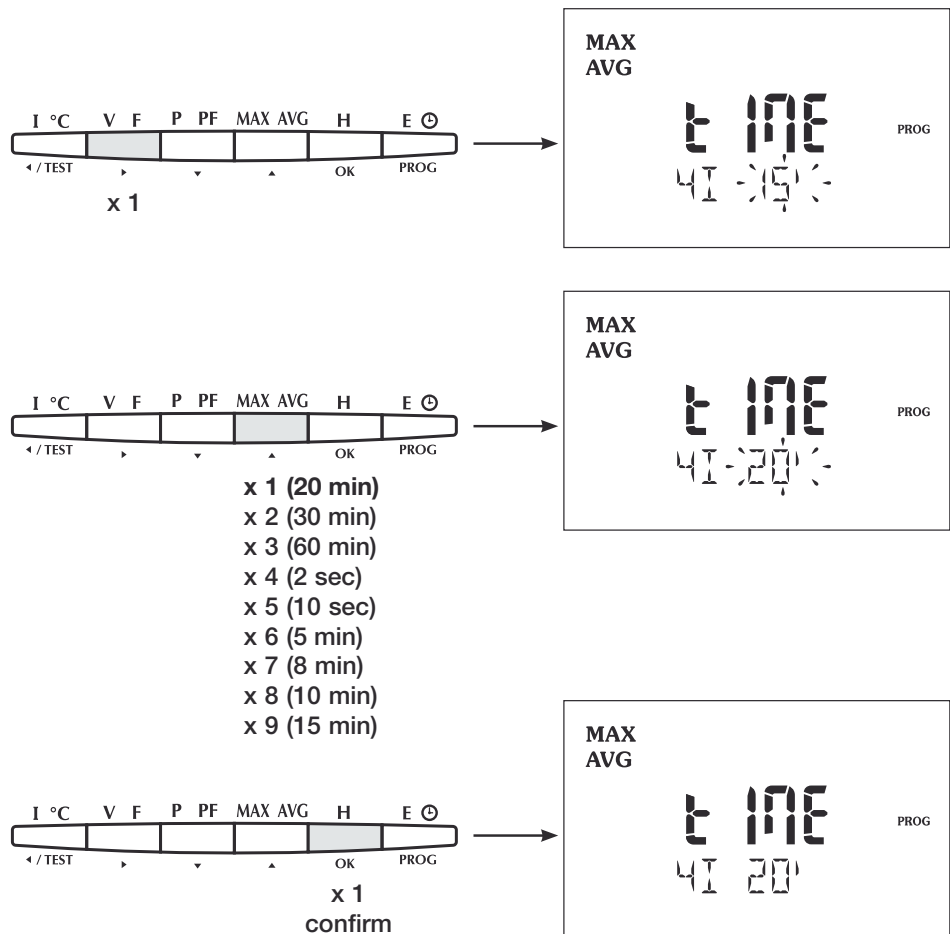 MAX
AVG
t IME
PROG
4I 15'
I °C V F P PF MAX AVG H E
/ TEST OK PROG
x 1
MAX
AVG
t IME
PROG
4I 20'
I °C V F P PF MAX AVG H E
/ TEST OK PROG
x 1 (20 min)
x 2 (30 min)
x 3 (60 min)
x 4 (2 sec)
x 5 (10 sec)
x 6 (5 min)
x 7 (8 min)
x 8 (10 min)
x 9 (15 min)
MAX
AVG
t IME
PROG
4I 20'
I °C V F P PF MAX AVG H E
/ TEST OK PROG
x 1
confirm